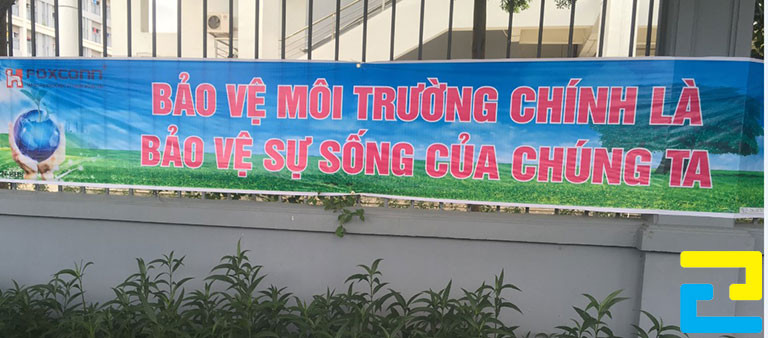 FOXCONN
BẢO VỆ MÔI TRƯỜNG CHÍNH LÀ
BẢO VỆ SỰ SỐNG CỦA CHÚNG TA